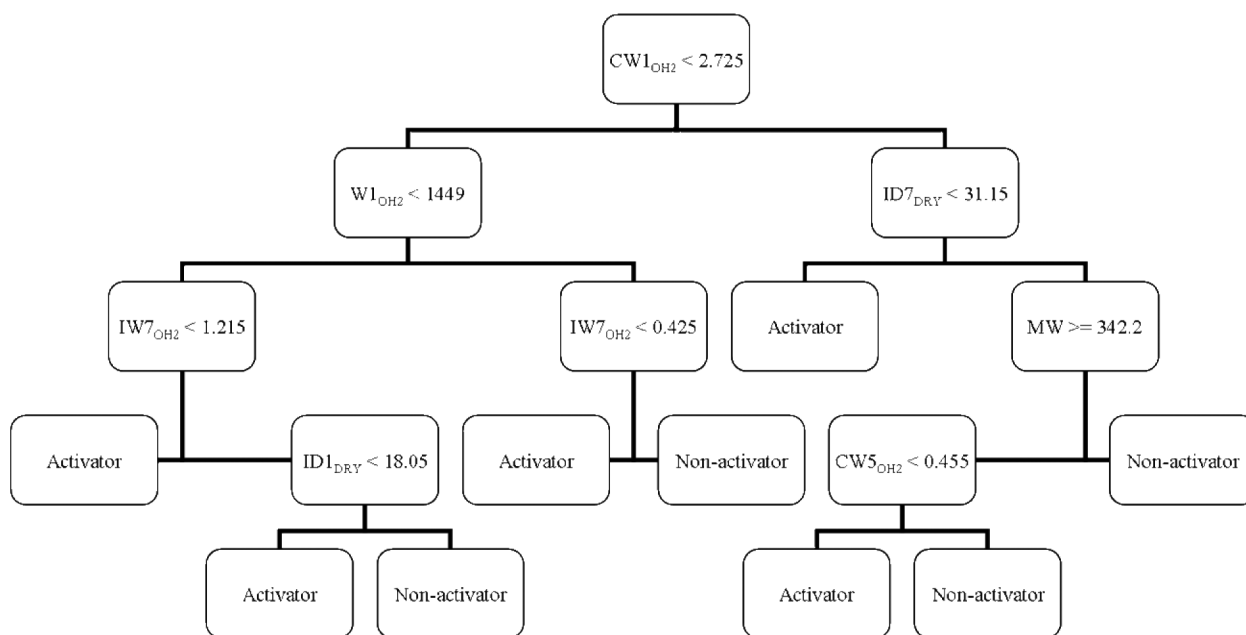 CW1OH2 < 2.725
W1OH2 < 1449
ID7DRY < 31.15
IW7OH2 < 1.215
IW7OH2 < 0.425
Activator
MW >= 342.2
Activator
ID1DRY < 18.05
Activator
Non-activator
CW5OH2 < 0.455
Non-activator
Activator
Non-activator
Activator
Non-activator